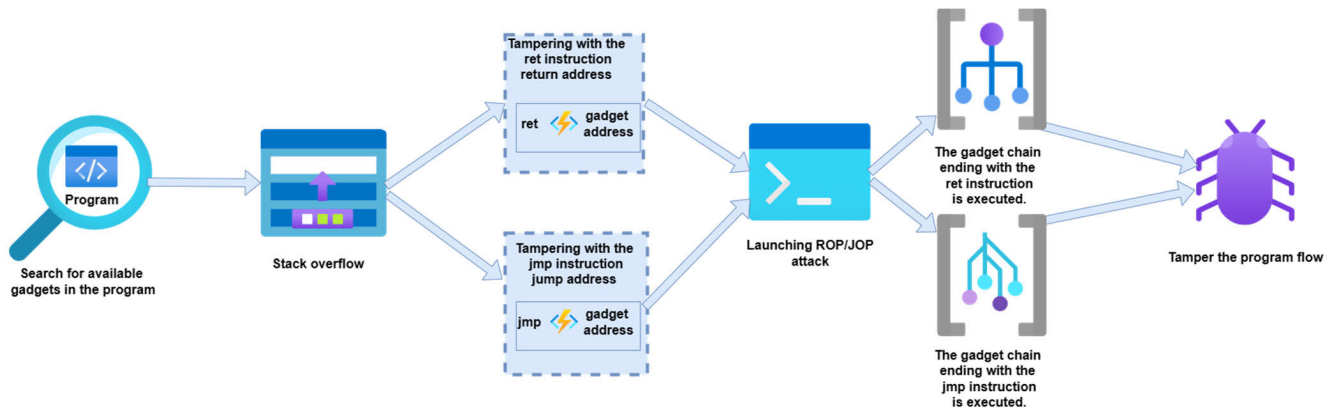 Program
Search for available
gadgets in the program
Stack overflow
Tampering with the
ret instruction
return address
ret
gadget
address
Tampering with the
jmp instruction
jump address
jmp
gadget
address
Launching ROP/JOP
attack
The gadget chain
ending with the
ret instruction
is executed.
The gadget chain
ending with the
jmp instruction
is executed.
Tamper the program flow